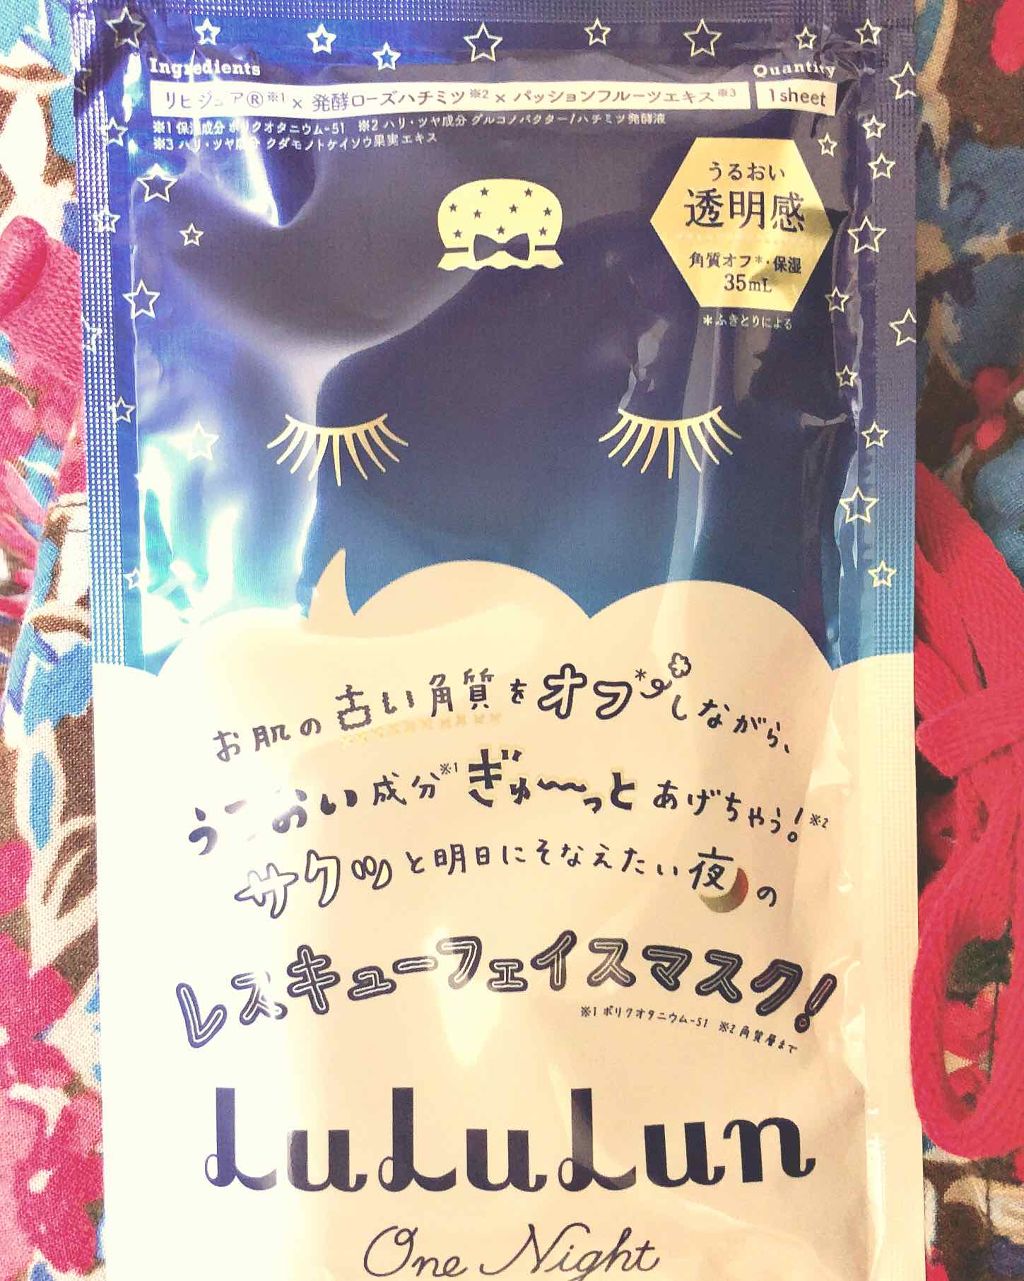 Ingredients
Quantity
リピジュア®※1×発酵ローズハチミツ※2×パッションフルーツエキス※3
1sheet
※1 保湿成分 ポリクオタニウム-51 ※2 ハリ・ツヤ成分 グルコノバクター/ハチミツ発酵液
※3 ハリ・ツヤ成分 クダモノトケイソウ果実エキス
うるおい
透明感
角質オフ*・保湿
35mL
*ふきとりによる
お肌の古い角質をオフ*しながら、
うるおい成分※1ぎゅ〜っとあげちゃう!※2
サクッと明日にそなえたい夜の
レスキューフェイスマスク!
※1 ポリクオタニウム-51 ※2 角質層まで
LuLuLun
One Night